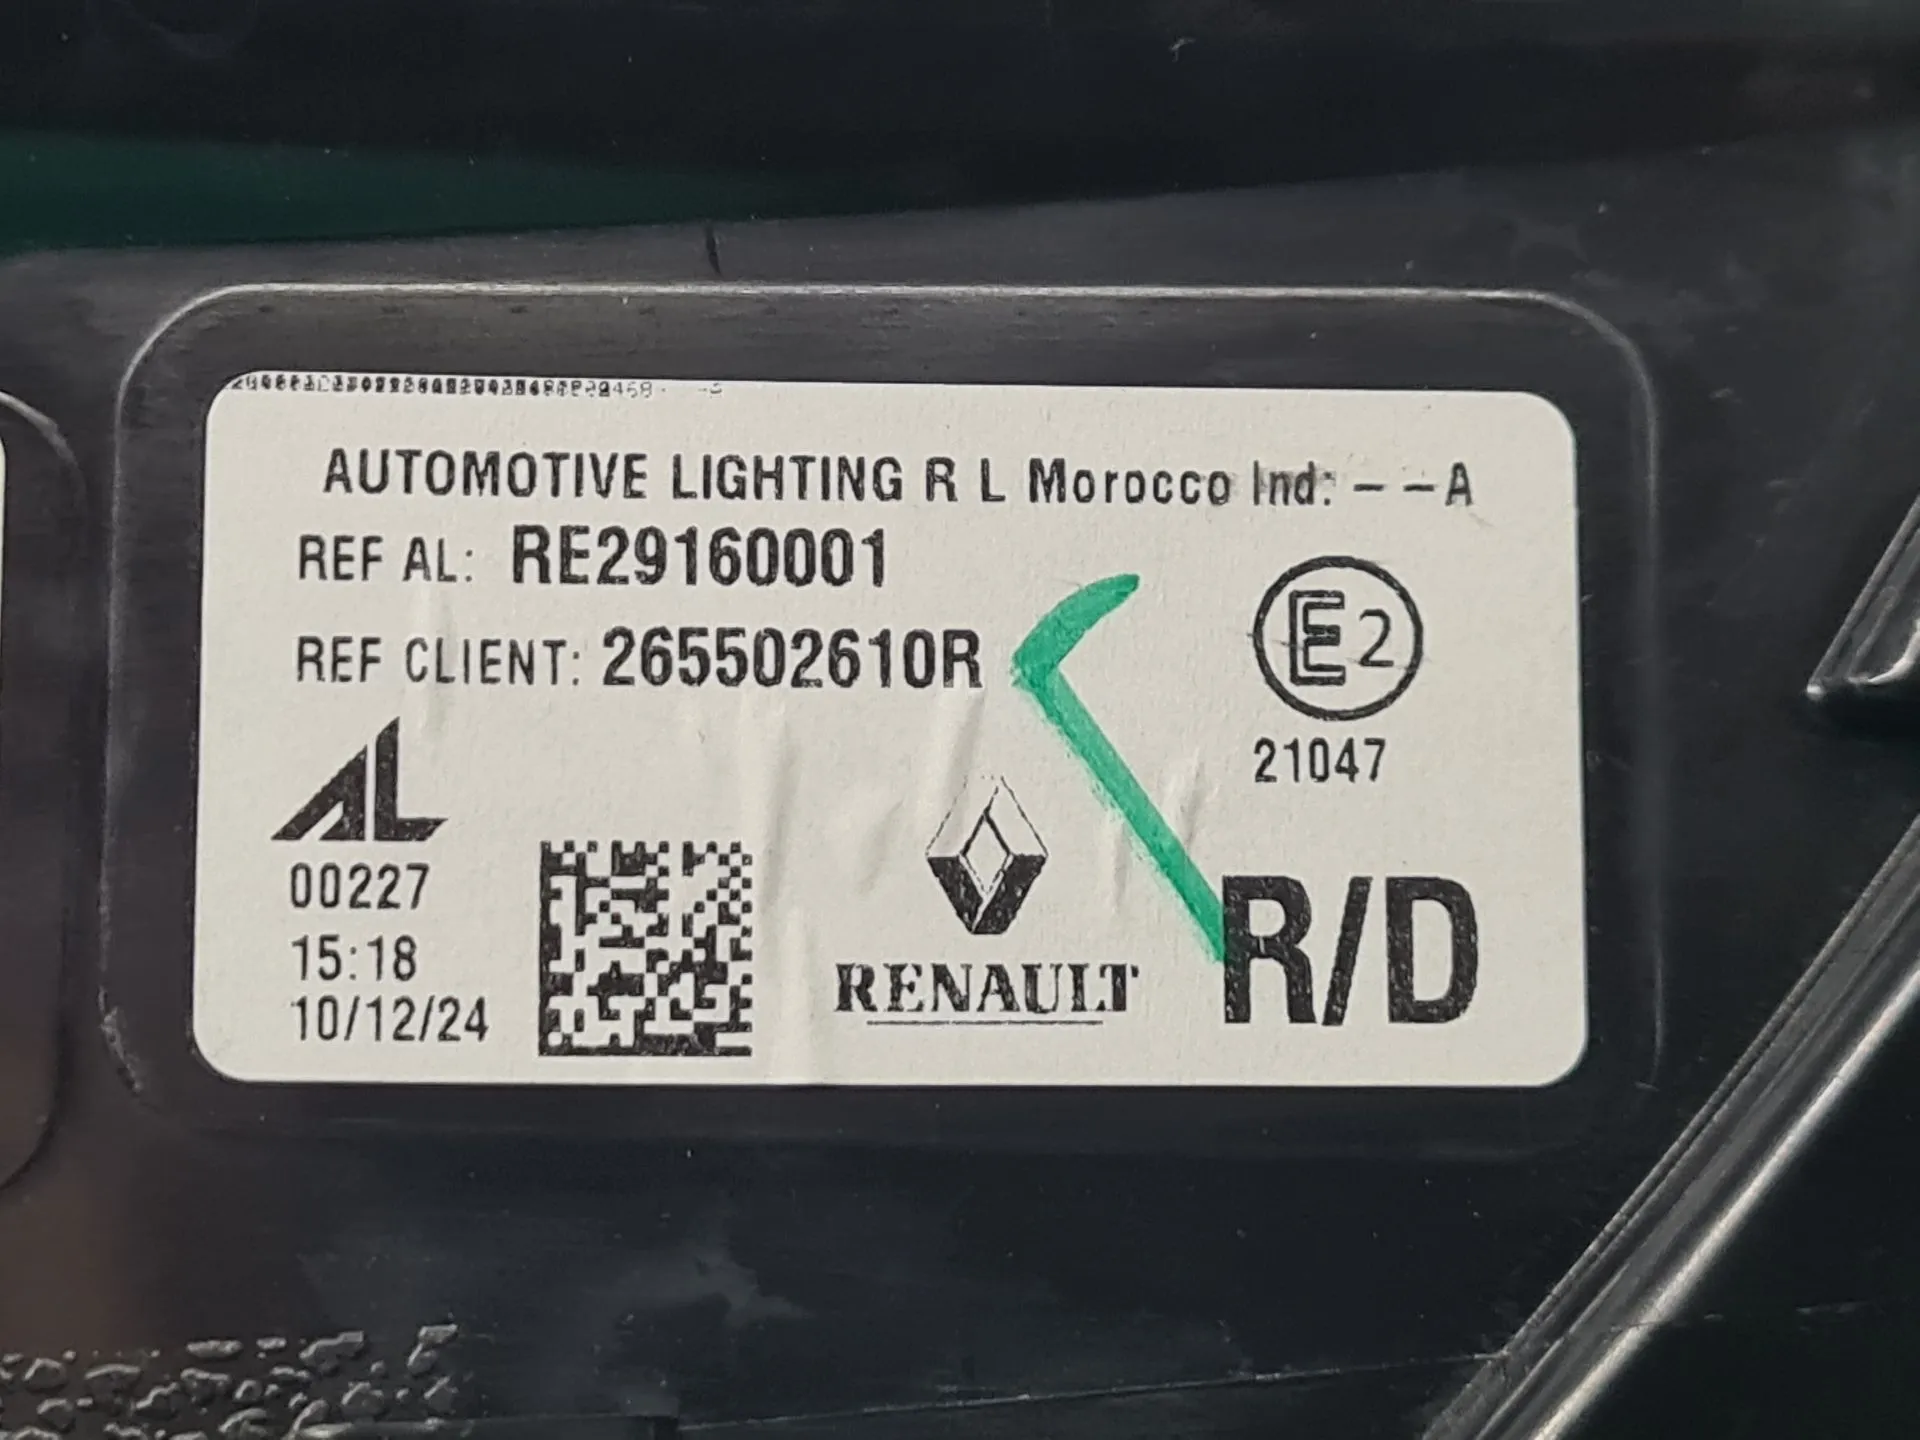 AUTOMOTIVE LIGHTING R L Morocco Ind: --A
REF AL: RE29160001
REF CLIENT: 265502610R
E2
21047
AL
00227
15:18
10/12/24
RENAULT
R/D